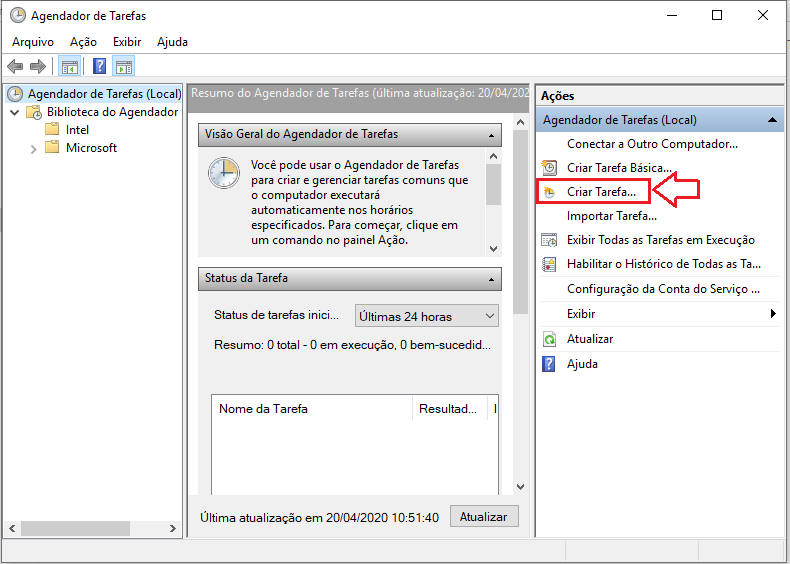 Agendador de Tarefas
Arquivo Ação Exibir Ajuda
Agendador de Tarefas (Local)
Biblioteca do Agendador
Intel
Microsoft
Resumo do Agendador de Tarefas (última atualização: 20/04/202
Visão Geral do Agendador de Tarefas
Você pode usar o Agendador de Tarefas
para criar e gerenciar tarefas comuns que
o computador executará
automaticamente nos horários
especificados. Para começar, clique em
um comando no painel Ação.
Status da Tarefa
Status de tarefas inici... Últimas 24 horas
Resumo: 0 total - 0 em execução, 0 bem-sucedid...
Nome da Tarefa Resultad... I
Última atualização em 20/04/2020 10:51:40 Atualizar
Ações
Agendador de Tarefas (Local)
Conectar a Outro Computador...
Criar Tarefa Básica...
Criar Tarefa...
Importar Tarefa...
Exibir Todas as Tarefas em Execução
Habilitar o Histórico de Todas as Ta...
Configuração da Conta do Serviço ...
Exibir
Atualizar
Ajuda